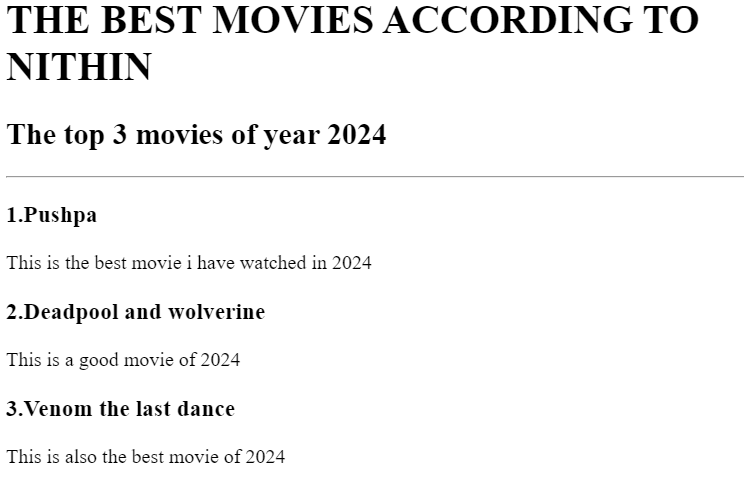 THE BEST MOVIES ACCORDING TO
NITHIN
The top 3 movies of year 2024
1.Pushpa
This is the best movie i have watched in 2024
2.Deadpool and wolverine
This is a good movie of 2024
3.Venom the last dance
This is also the best movie of 2024